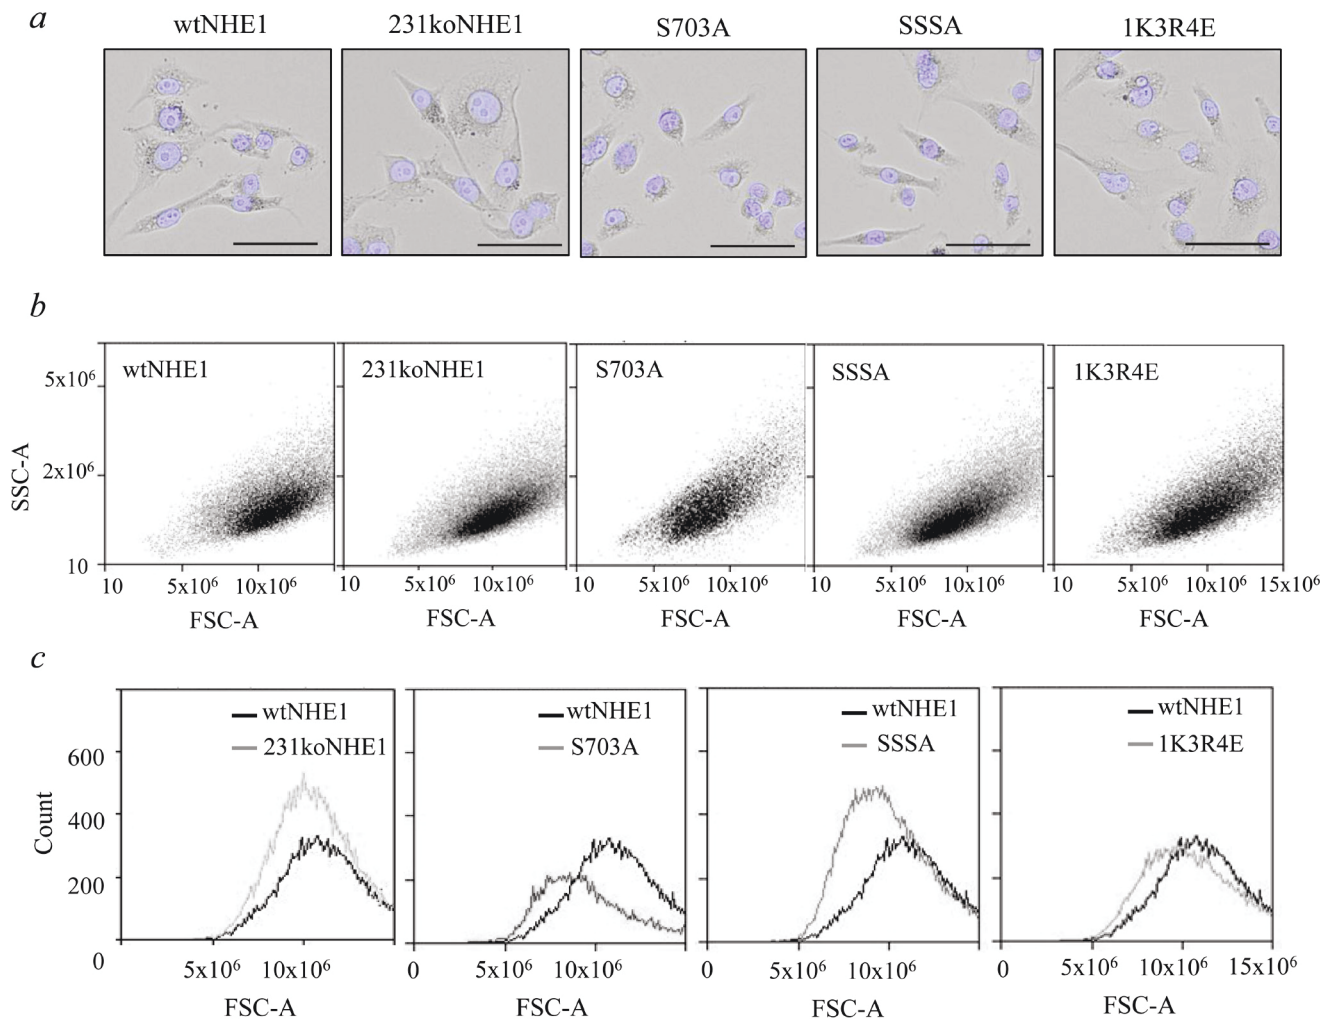 a
wtNHE1 231koNHE1 S703A SSSA 1K3R4E
b
wtNHE1 231koNHE1 S703A SSSA 1K3R4E
5x10⁶
2x10⁶
10
SSC-A
10 5x10⁶ 10x10⁶ 10 5x10⁶ 10x10⁶ 10 5x10⁶ 10x10⁶ 10 5x10⁶ 10x10⁶ 10 5x10⁶ 10x10⁶ 15x10⁶
FSC-A FSC-A FSC-A FSC-A FSC-A
c
wtNHE1 wtNHE1 wtNHE1 wtNHE1
231koNHE1 S703A SSSA 1K3R4E
600
400
200
0
Count
5x10⁶ 10x10⁶ 0 5x10⁶ 10x10⁶ 0 5x10⁶ 10x10⁶ 0 5x10⁶ 10x10⁶ 15x10⁶
FSC-A FSC-A FSC-A FSC-A